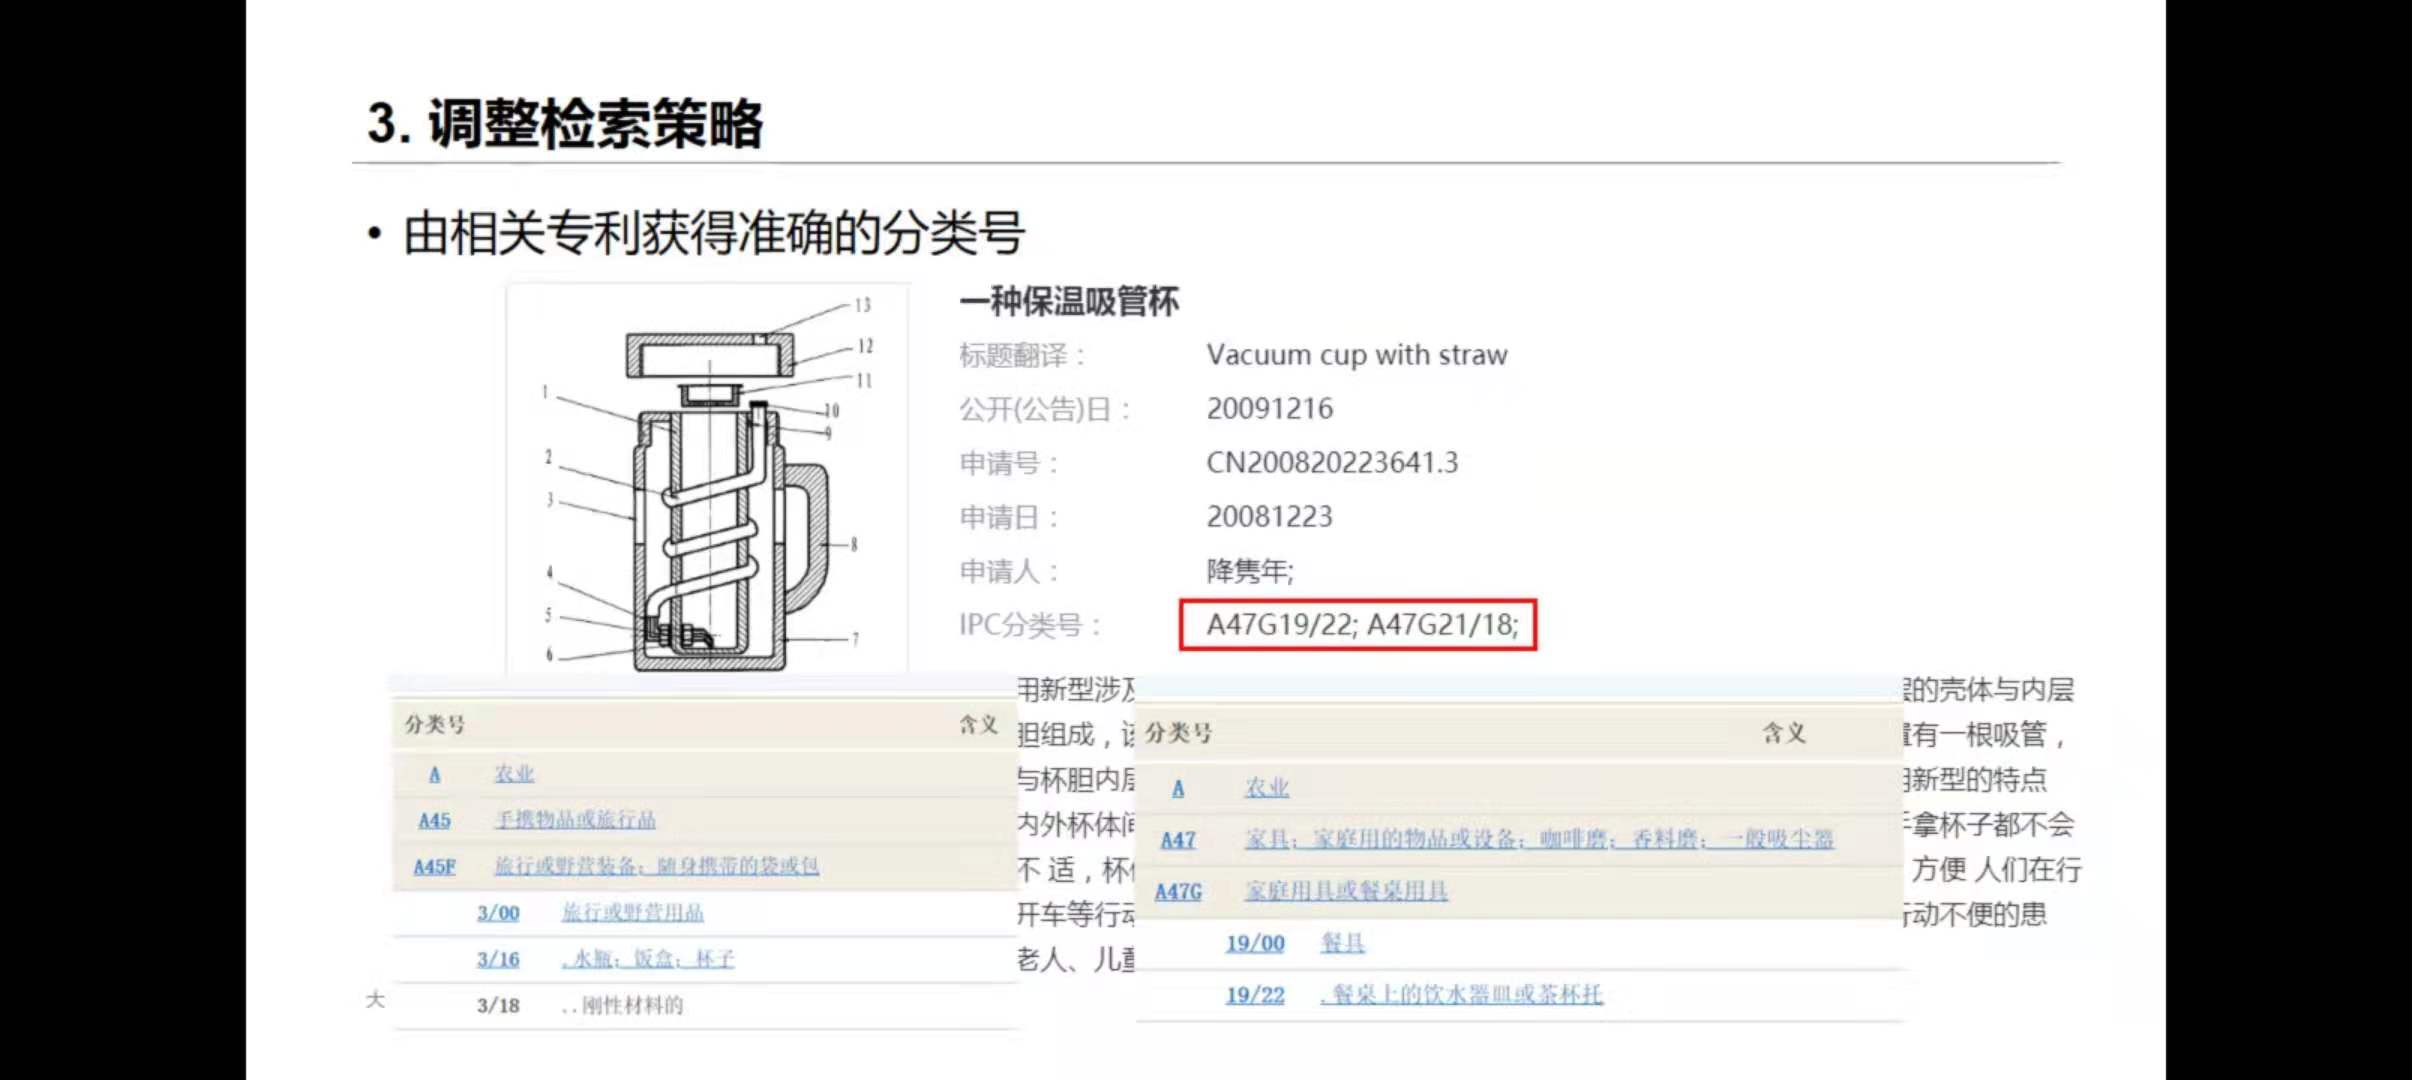 3. 调整检索策略
• 由相关专利获得准确的分类号
13
12
11
10
9
1
2
3
4
5
6
8
7
一种保温吸管杯
标题翻译： Vacuum cup with straw
公开(公告)日： 20091216
申请号： CN200820223641.3
申请日： 20081223
申请人： 降隽年;
IPC分类号： A47G19/22; A47G21/18;
用新型涉及
胆组成，该
与杯胆内层
内外杯体间
不 适，杯体
开车等行动
老人、儿童
的壳体与内层
有一根吸管，
新型的特点
拿杯子都不会
方便 人们在行
动不便的患
大
分类号 含义
A 农业
A45 手携物品或旅行品
A45F 旅行或野营装备；随身携带的袋或包
3/00 旅行或野营用品
3/16 .水瓶；饭盒；杯子
3/18 ..刚性材料的
分类号 含义
A 农业
A47 家具；家庭用的物品或设备；咖啡磨；香料磨；一般吸尘器
A47G 家庭用具或餐桌用具
19/00 餐具
19/22 .餐桌上的饮水器皿或茶杯托